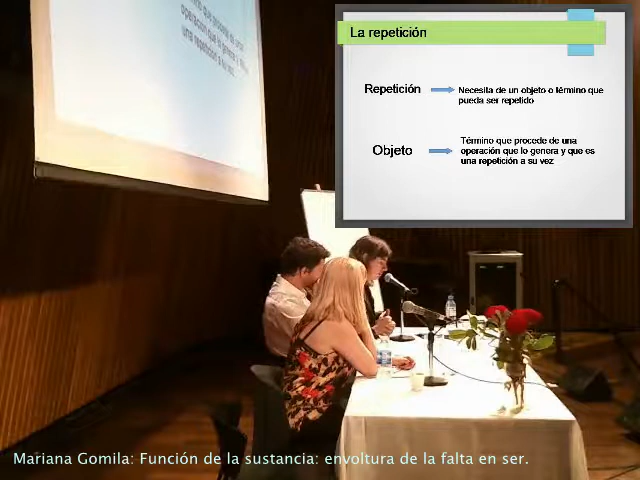 La repetición
Repetición
Necesita de un objeto o término que
pueda ser repetido
Objeto
Término que procede de una
operación que lo genera y que es
una repetición a su vez
Mariana Gomila: Función de la sustancia: envoltura de la falta en ser.